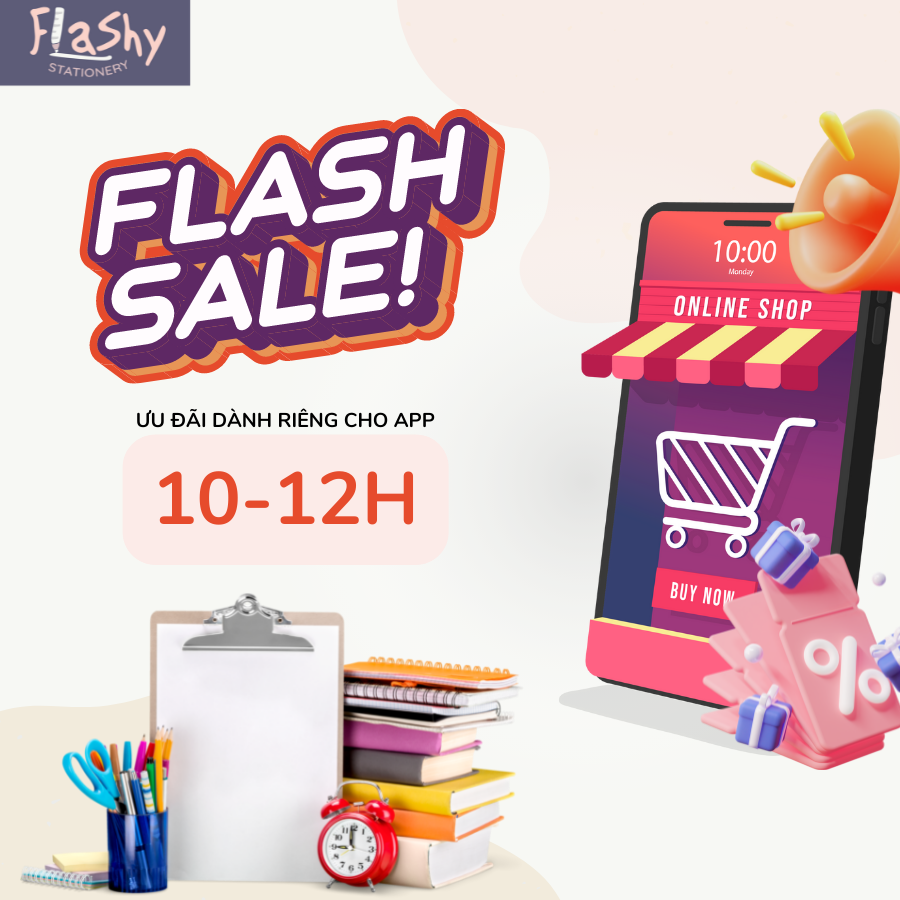 Flashy
STATIONERY
FLASH
SALE!
10:00
Monday
ONLINE SHOP
ƯU ĐÃI DÀNH RIÊNG CHO APP
10-12H
BUY NOW
%